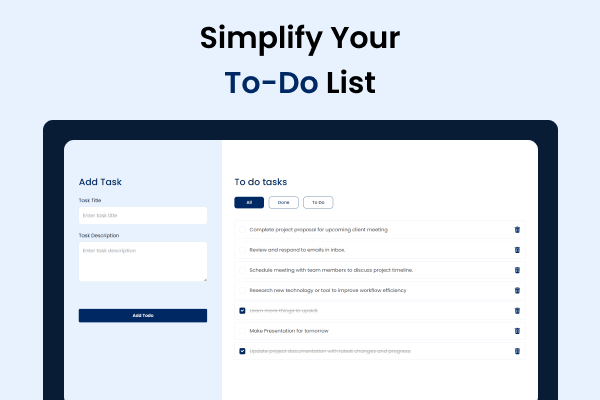 Simplify Your
To-Do List
Add Task
Task Title
Enter task title
Task Description
Enter task description
Add Todo
To do tasks
All
Done
To Do
Complete project proposal for upcoming client meeting
Review and respond to emails in inbox.
Schedule meeting with team members to discuss project timeline.
Research new technology or tool to improve workflow efficiency
Learn more things to upskill
Make Presentation for tomorrow
Update project documentation with latest changes and progress